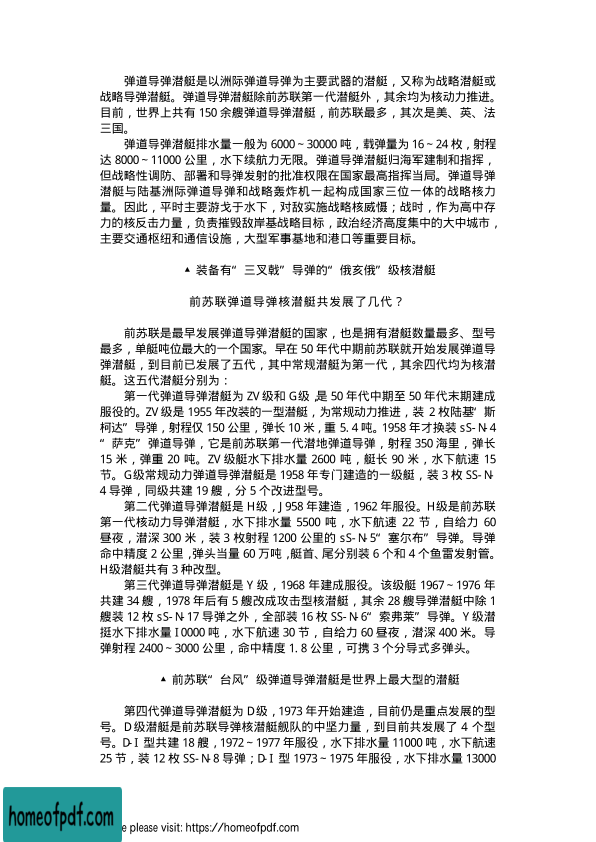 弹道导弹潜艇是以洲际弹道导弹为主要武器的潜艇，又称为战略潜艇或
战略导弹潜艇。弹道导弹潜艇除前苏联第一代潜艇外，其余均为核动力推进。
目前，世界上共有 150 余艘弹道导弹潜艇，前苏联最多，其次是美、英、法
三国。
弹道导弹潜艇排水量一般为 6000～30000 吨，载弹量为 16～24 枚，射程
达 8000～11000 公里，水下续航力无限。弹道导弹潜艇归海军建制和指挥，
但战略性调防、部署和导弹发射的批准权限在国家最高指挥当局。弹道导弹
潜艇与陆基洲际弹道导弹和战略轰炸机一起构成国家三位一体的战略核力
量。因此，平时主要游弋于水下，对敌实施战略核威慑；战时，作为高中存
力的核反击力量，负责摧毁敌岸基战略目标，政治经济高度集中的大中城市，
主要交通枢纽和通信设施，大型军事基地和港口等重要目标。
▲装备有“三叉戟”导弹的“俄亥俄”级核潜艇
前苏联弹道导弹核潜艇共发展了几代？
前苏联是最早发展弹道导弹潜艇的国家，也是拥有潜艇数量最多、型号
最多，单艇吨位最大的一个国家。早在 50 年代中期前苏联就开始发展弹道导
弹潜艇，到目前已发展了五代，其中常规潜艇为第一代，其余四代均为核潜
艇。这五代潜艇分别为：
第一代弹道导弹潜艇为 ZV 级和 G 级，是 50 年代中期至 50 年代末期建成
服役的。ZV 级是 1955 年改装的一型潜艇，为常规动力推进，装 2 枚陆基“斯
柯达”导弹，射程仅 150 公里，弹长 10 米，重 5.4 吨。1958 年才换装 sS-N-4
“萨克”弹道导弹，它是前苏联第一代潜地弹道导弹，射程 350 海里，弹长
15 米，弹重 20 吨。ZV 级艇水下排水量 2600 吨，艇长 90 米，水下航速 15
节。G 级常规动力弹道导弹潜艇是 1958 年专门建造的一级艇，装 3 枚 SS-N-
4 导弹，同级共建 19 艘，分 5 个改进型号。
第二代弹道导弹潜艇是 H 级，J958 年建造，1962 年服役。H 级是前苏联
第一代核动力导弹潜艇，水下排水量 5500 吨，水下航速 22 节，自给力 60
昼夜，潜深 300 米，装 3 枚射程 1200 公里的 sS-N-5“塞尔布”导弹。导弹
命中精度 2 公里，弹头当量 60 万吨，艇首、尾分别装 6 个和 4 个鱼雷发射管。
H 级潜艇共有 3 种改型。
第三代弹道导弹潜艇是 Y 级，1968 年建成服役。该级艇 1967～1976 年
共建 34 艘，1978 年后有 5 艘改成攻击型核潜艇，其余 28 艘导弹潜艇中除 1
艘装 12 枚 sS-N-17 导弹之外，全部装 16 枚 SS-N-6“索弗莱”导弹。Y 级潜
挺水下排水量 I0000 吨，水下航速 30 节，自给力 60 昼夜，潜深 400 米。导
弹射程 2400～3000 公里，命中精度 1.8 公里，可携 3 个分导式多弹头。
▲前苏联“台风”级弹道导弹潜艇是世界上最大型的潜艇
第四代弹道导弹潜艇为 D 级，1973 年开始建造，目前仍是重点发展的型
号。D 级潜艇是前苏联导弹核潜艇舰队的中坚力量，到目前共发展了 4 个型
号。D-I 型共建 18 艘，1972～1977 年服役，水下排水量 11000 吨，水下航速
25 节，装 12 枚 SS-N-8 导弹；D-I 型 1973～1975 年服役，水下排水量 13000
homeofpdf.com
e please visit: https://homeofpdf.com